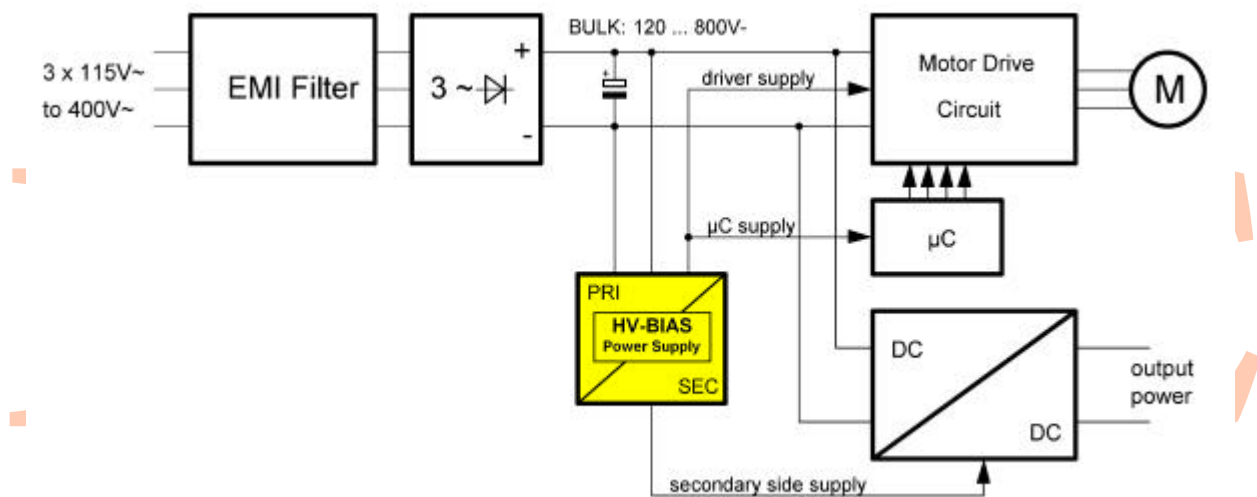 BULK: 120 ... 800V-
3 x 115V~
to 400V~
EMI Filter
3 ~
+
-
+
driver supply
Motor Drive
Circuit
M
µC supply
µC
PRI
HV-BIAS
Power Supply
SEC
DC
DC
output
power
secondary side supply